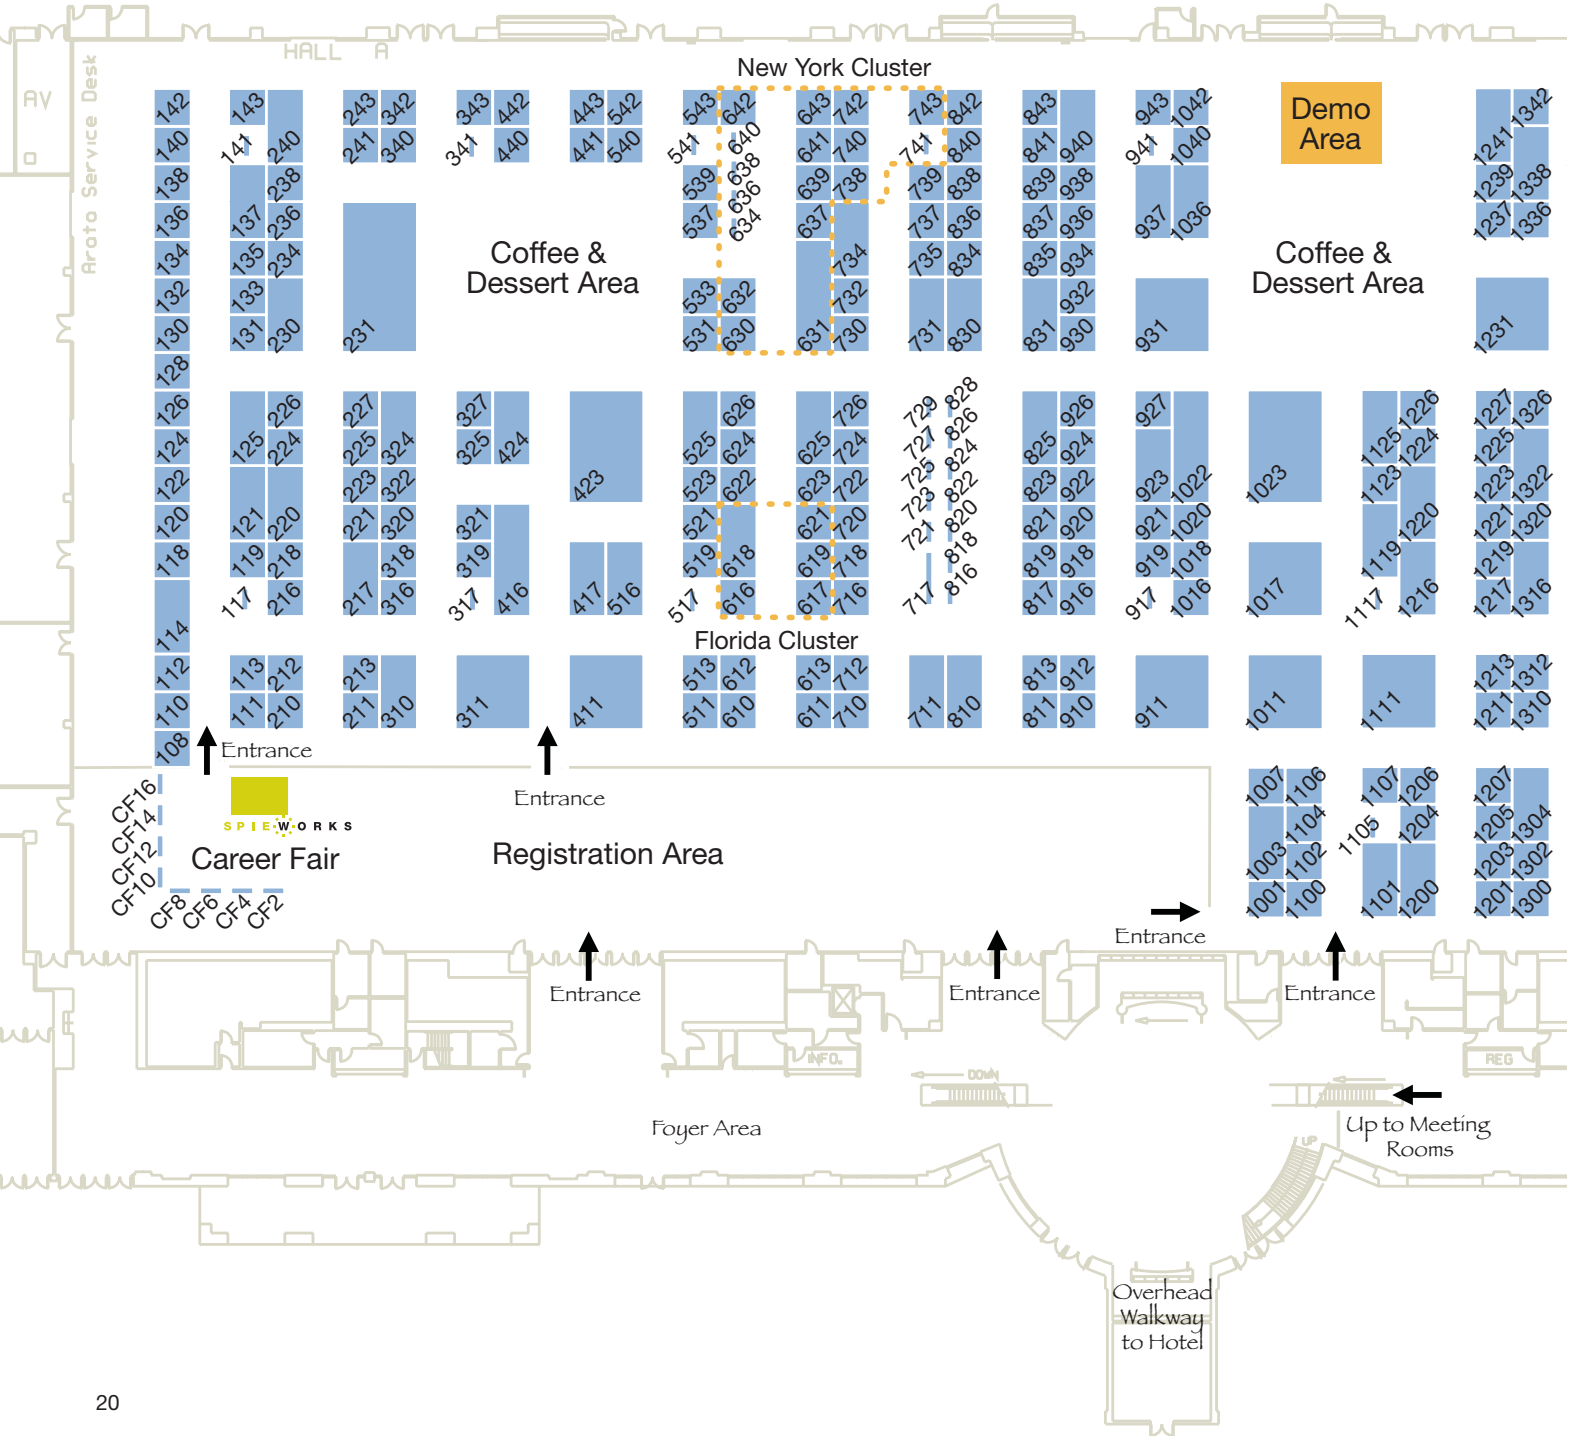 HALL A
AV
Arata Service Desk
New York Cluster
142 143 243 342 343 442 443 542 543 642 643 742 743 842 843 943 1042 1342
Demo
Area
140 141 240 241 340 341 440 441 540 541 640 641 740 741 840 841 940 941 1040 1241
138 238 539 638 639 738 739 838 839 938 1239 1338
136 137 236 537 636 637 737 836 837 936 937 1036 1237 1336
634
Coffee &
Dessert Area
Coffee &
Dessert Area
134 135 234 734 735 834 835 934
132 133 533 632 732 932
130 131 230 231 531 630 631 730 731 830 831 930 931 1231
128
126 226 227 327 626 726 729 828 926 927 1226 1227 1326
124 125 224 225 324 325 424 525 624 625 724 727 826 825 924 1125 1224 1225
725 824
122 223 322 423 523 622 623 722 723 822 823 922 923 1022 1023 1123 1223 1322
120 121 220 221 320 321 521 621 720 721 820 821 920 921 1020 1220 1221 1320
118 119 218 318 319 519 618 619 718 818 819 918 919 1018 1119 1219
117 216 217 316 317 416 417 516 517 616 617 716 717 816 817 916 917 1016 1017 1117 1216 1217 1316
114
Florida Cluster
112 113 212 213 513 612 613 712 813 912 1213 1312
110 111 210 211 310 311 411 511 610 611 710 711 810 811 910 911 1011 1111 1211 1310
108
Entrance
Entrance
CF16
CF14
CF12
CF10
CF8 CF6 CF4 CF2
SPIEWORKS
Career Fair
Registration Area
1007 1106 1107 1206 1207
1104 1105 1204 1205 1304
1003 1102 1203 1302
1001 1100 1101 1200 1201 1300
Entrance
Entrance
Entrance
Entrance
INFO.
REG
DOWN
Foyer Area
Up to Meeting
Rooms
UP
Overhead
Walkway
to Hotel
20